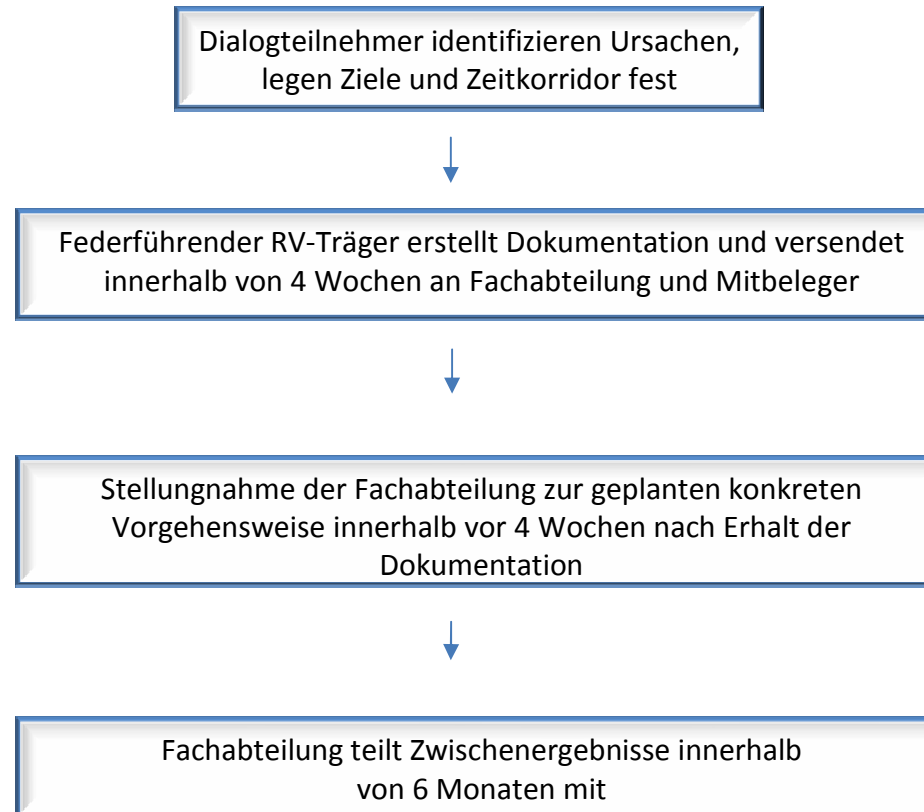 Dialogteilnehmer identifizieren Ursachen,
legen Ziele und Zeitkorridor fest
Federführender RV-Träger erstellt Dokumentation und versendet
innerhalb von 4 Wochen an Fachabteilung und Mitbeleger
Stellungnahme der Fachabteilung zur geplanten konkreten
Vorgehensweise innerhalb vor 4 Wochen nach Erhalt der
Dokumentation
Fachabteilung teilt Zwischenergebnisse innerhalb
von 6 Monaten mit